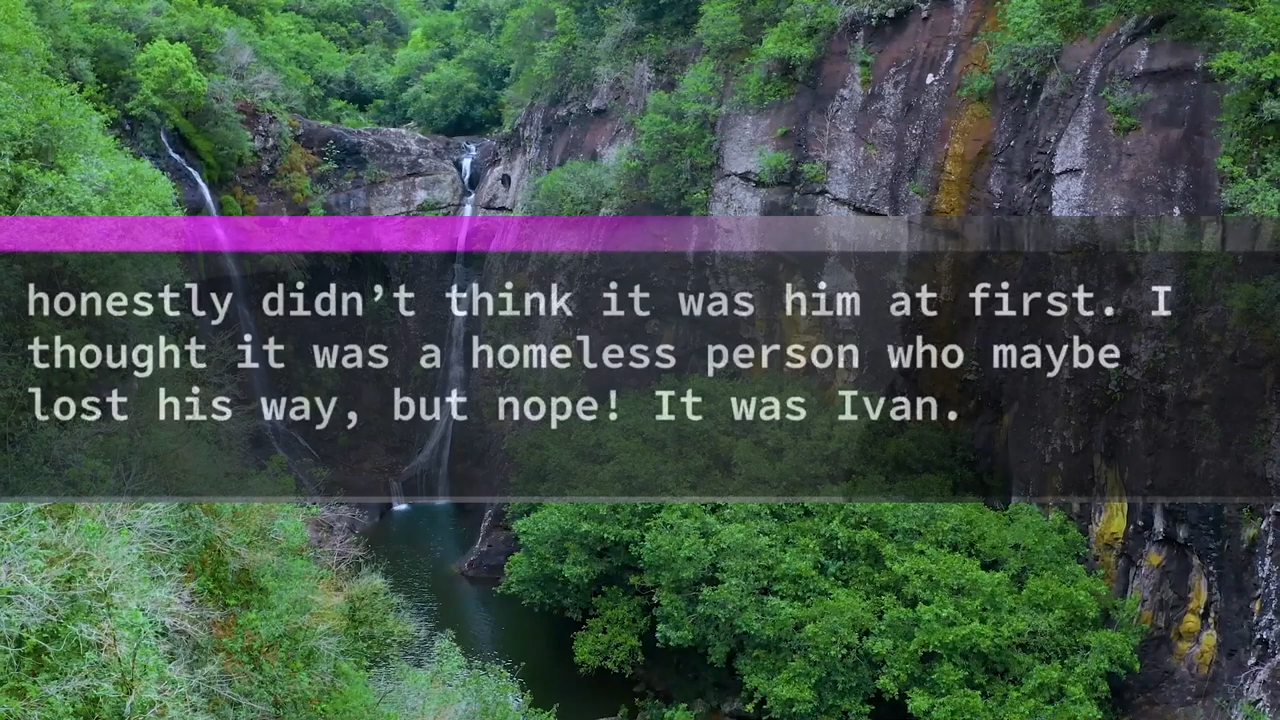 honestly didn’t think it was him at first. I
thought it was a homeless person who maybe
lost his way, but nope! It was Ivan.